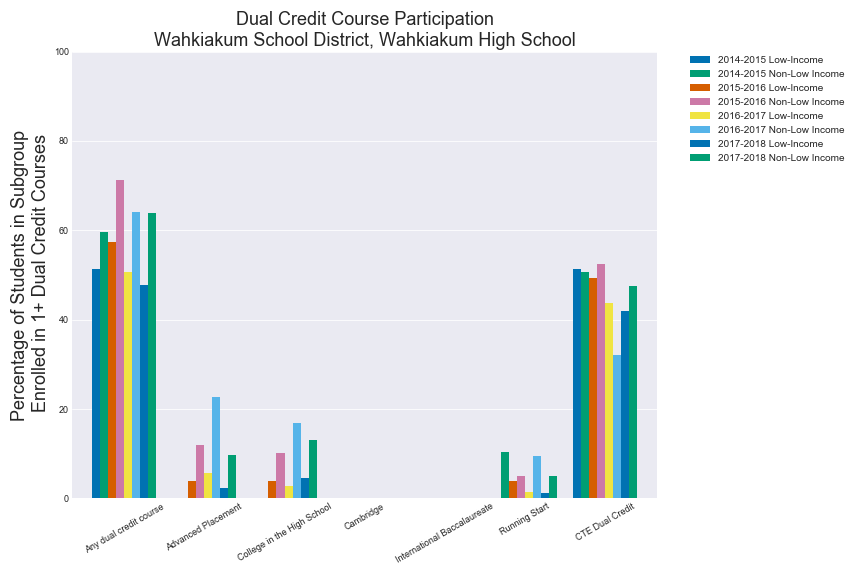 Dual Credit Course Participation
Wahkiakum School District, Wahkiakum High School
Percentage of Students in Subgroup
Enrolled in 1+ Dual Credit Courses
100
80
60
40
20
0
Any dual credit course
Advanced Placement
College in the High School
Cambridge
International Baccalaureate
Running Start
CTE Dual Credit
2014-2015 Low-Income
2014-2015 Non-Low Income
2015-2016 Low-Income
2015-2016 Non-Low Income
2016-2017 Low-Income
2016-2017 Non-Low Income
2017-2018 Low-Income
2017-2018 Non-Low Income